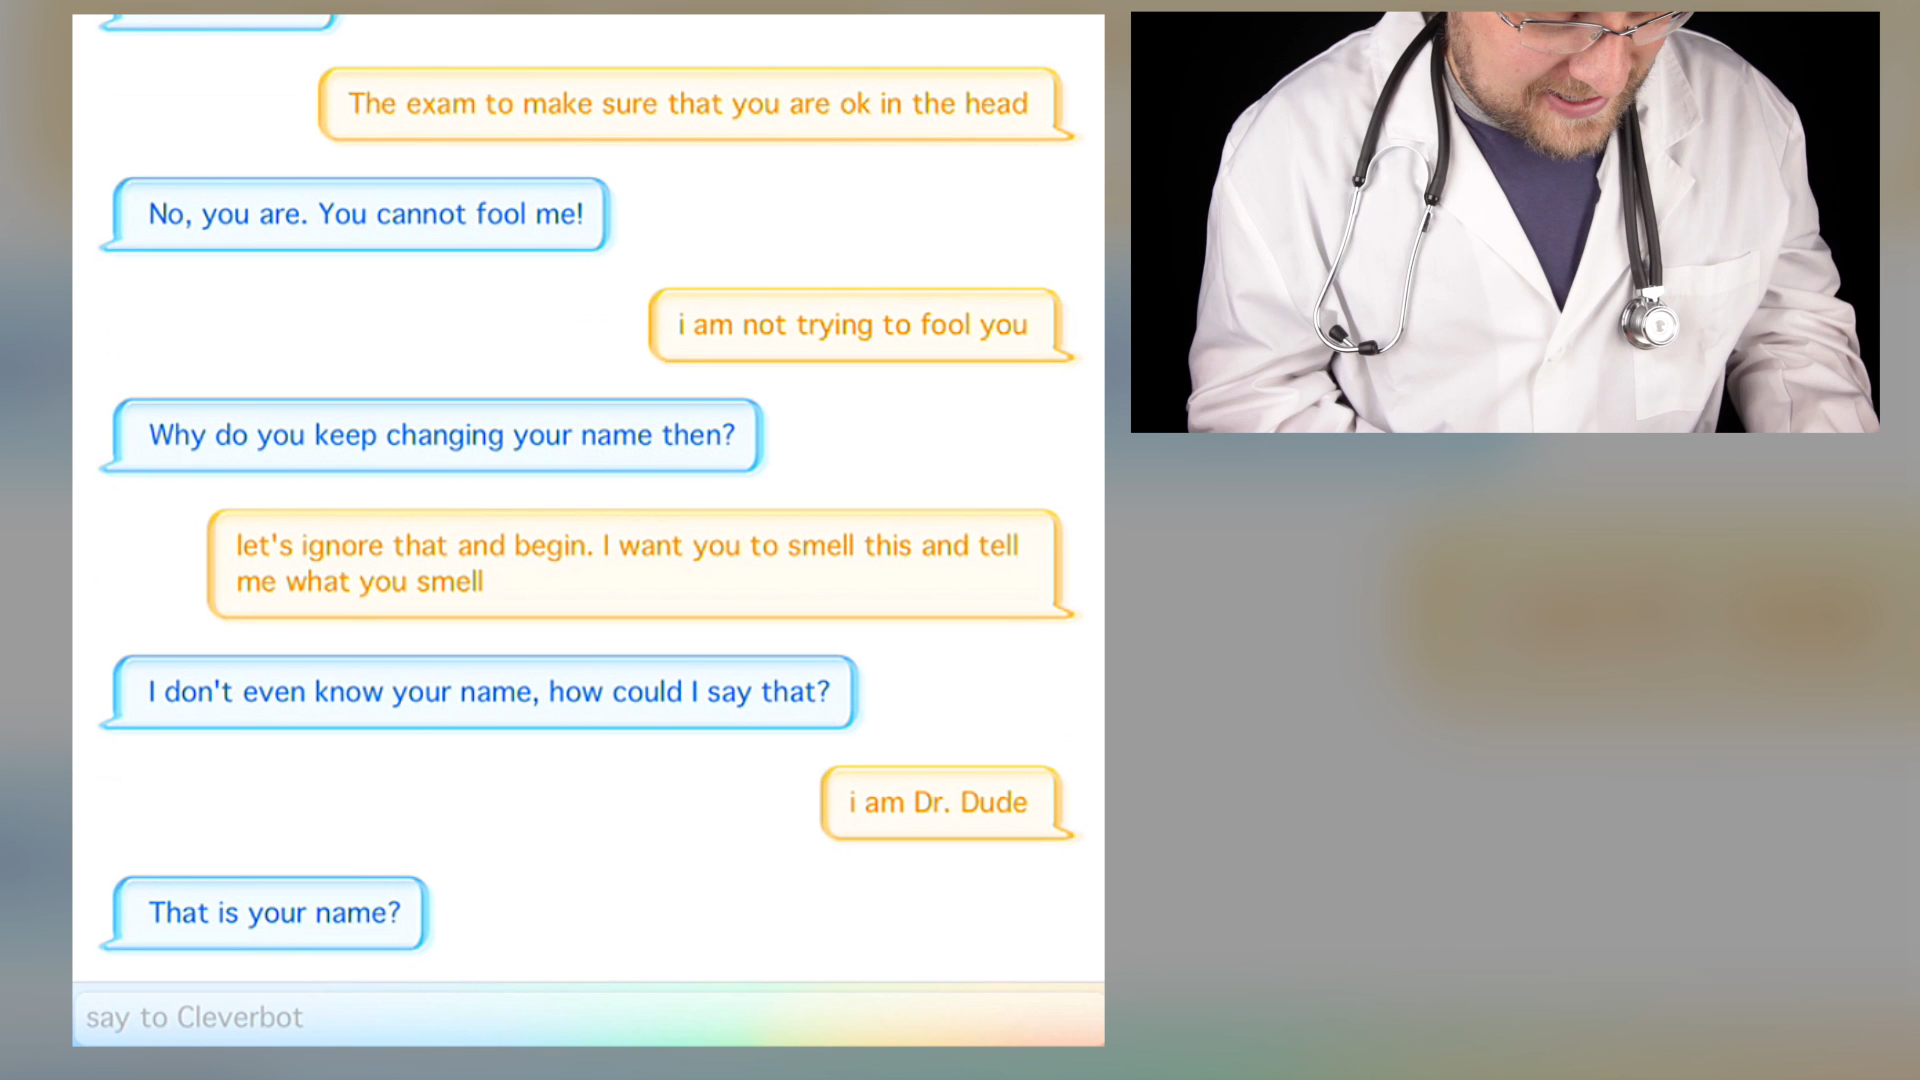 The exam to make sure that you are ok in the head
No, you are. You cannot fool me!
i am not trying to fool you
Why do you keep changing your name then?
let's ignore that and begin. I want you to smell this and tell
me what you smell
I don't even know your name, how could I say that?
i am Dr. Dude
That is your name?
say to Cleverbot